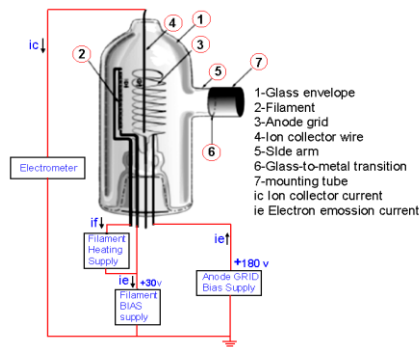 ic
4
1
2
3
5
7
6
1-Glass envelope
2-Filament
3-Anode grid
4-Ion collector wire
5-Side arm
6-Glass-to-metal transition
7-mounting tube
ic Ion collector current
ie Electron emossion current
Electrometer
if
Filament
Heating
Supply
ie
+30v
Filament
BIAS
supply
ie
+180 v
Anode GRID
Bias Supply